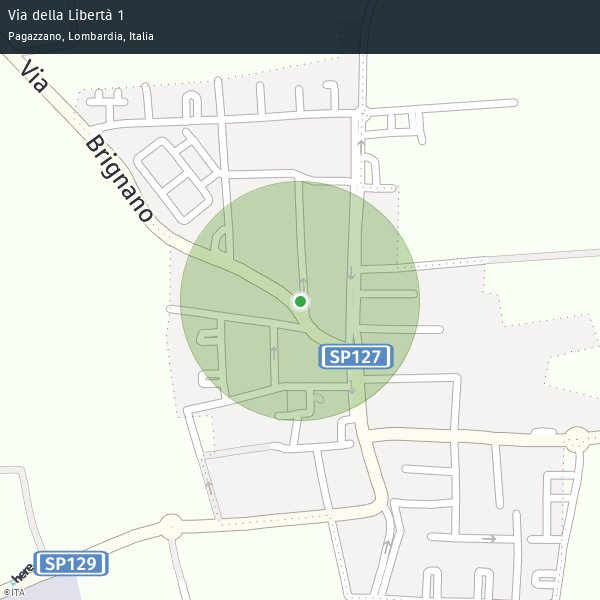 Via della Libertà 1
Pagazzano, Lombardia, Italia
Via Brignano
SP127
SP129
here
©ITA